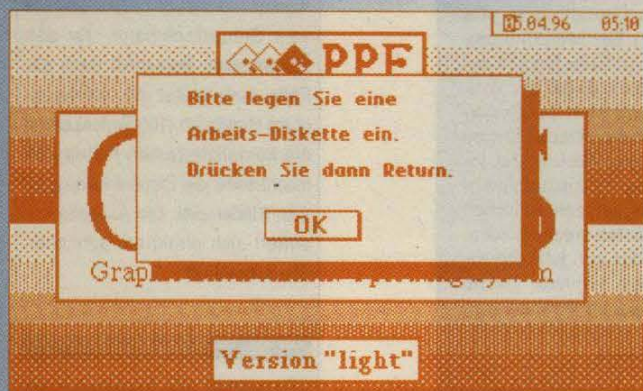 05.04.96 05:10
PPF
Bitte legen Sie eine
Arbeits-Diskette ein.
Drücken Sie dann Return.
OK
Version "light"